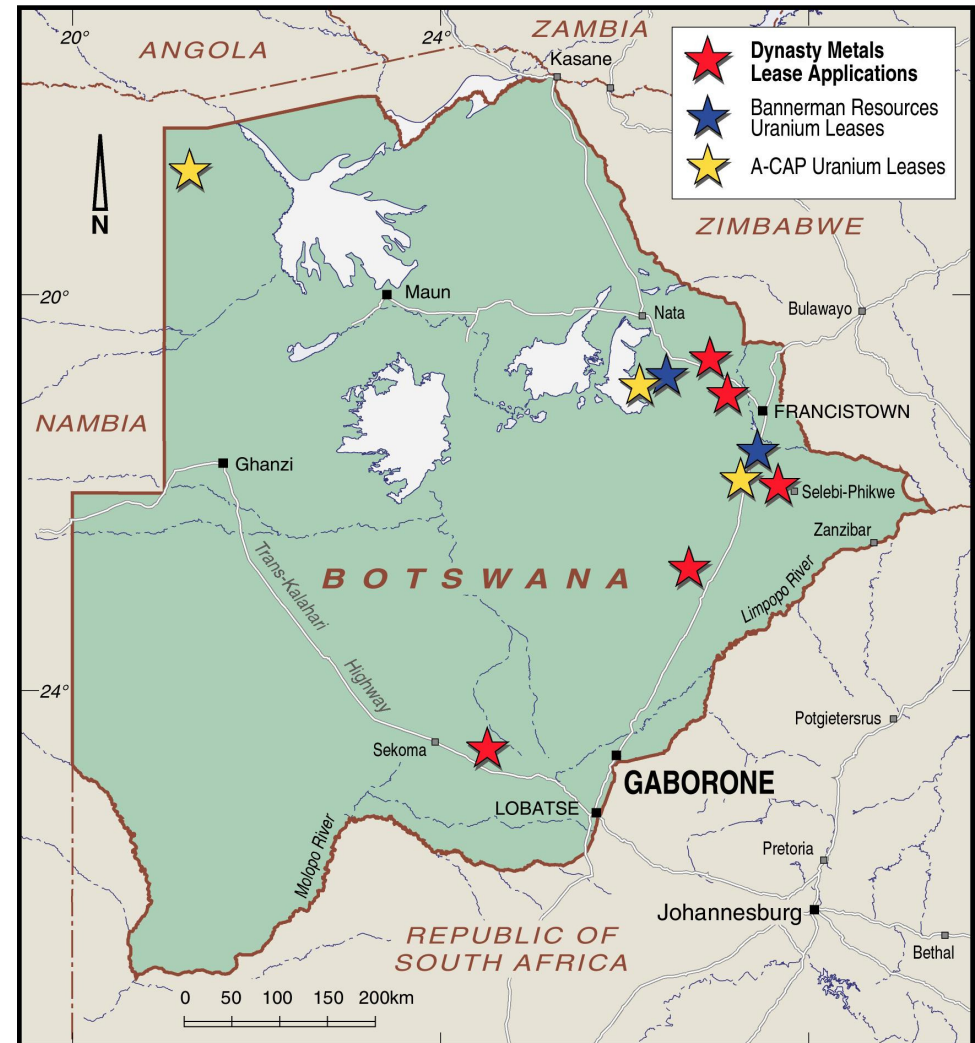 20°
24°
ANGOLA
ZAMBIA
Kasane
Dynasty Metals
Lease Applications
Bannerman Resources
Uranium Leases
A-CAP Uranium Leases
N
ZIMBABWE
20°
Maun
Nata
Bulawayo
NAMBIA
FRANCISTOWN
Ghanzi
Selebi-Phikwe
Zanzibar
Trans-Kalahari
Highway
BOTSWANA
Limpopo River
24°
Potgietersrus
Sekoma
GABORONE
LOBATSE
Molopo River
Pretoria
Johannesburg
REPUBLIC OF
SOUTH AFRICA
Bethal
0 50 100 150 200km